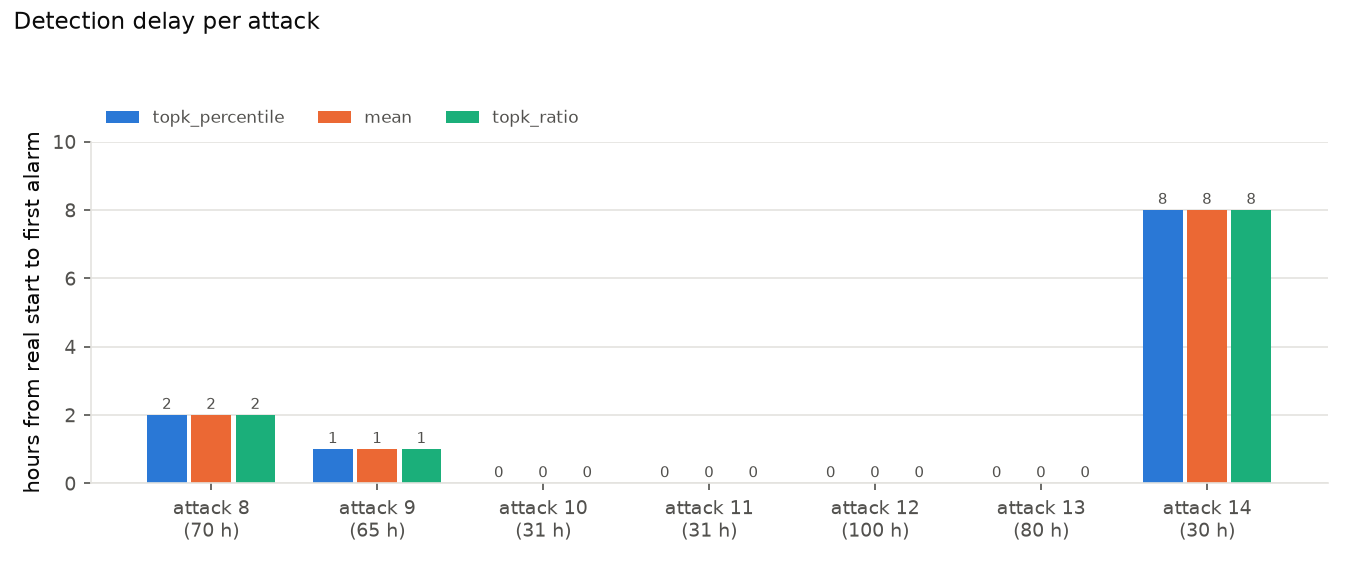 Detection delay per attack
topk_percentile mean topk_ratio
hours from real start to first alarm
10
8
6
4
2
0
2 2 2
1 1 1
0 0 0
0 0 0
0 0 0
0 0 0
8 8 8
attack 8
(70 h)
attack 9
(65 h)
attack 10
(31 h)
attack 11
(31 h)
attack 12
(100 h)
attack 13
(80 h)
attack 14
(30 h)